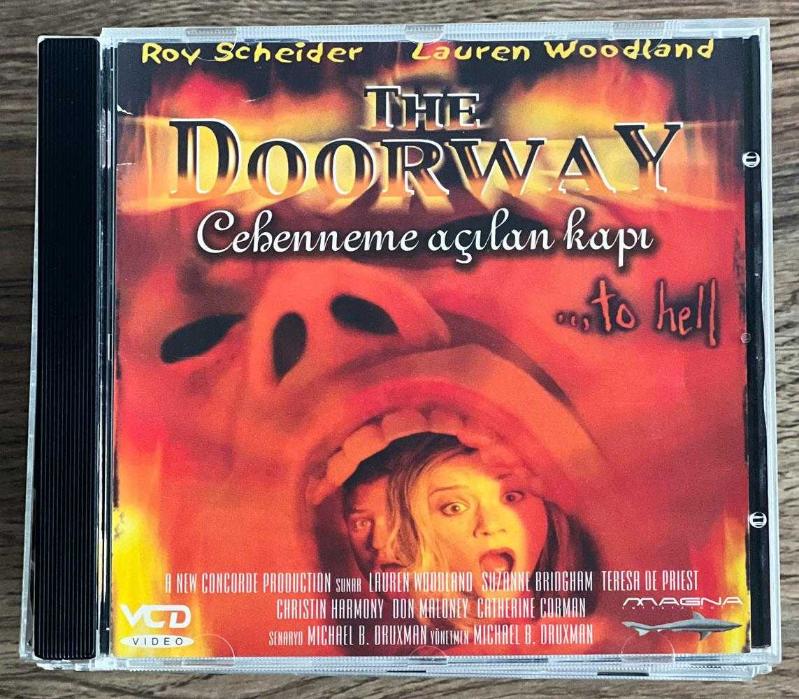 Roy Scheider Lauren Woodland
THE
DOORWAY
Cehenneme açılan kapı
...to hell
A NEW CONCORDE PRODUCTION SUNAR LAUREN WOODLAND SUZANNE BRIDGHAM TERESA DE PRIEST
CHRISTIN HARMONY DON MALONEY CATHERINE CORMAN
SENARYO MICHAEL B. DRUXMAN YÖNETMEN MICHAEL B. DRUXMAN
VCD
VIDEO
MAGNA